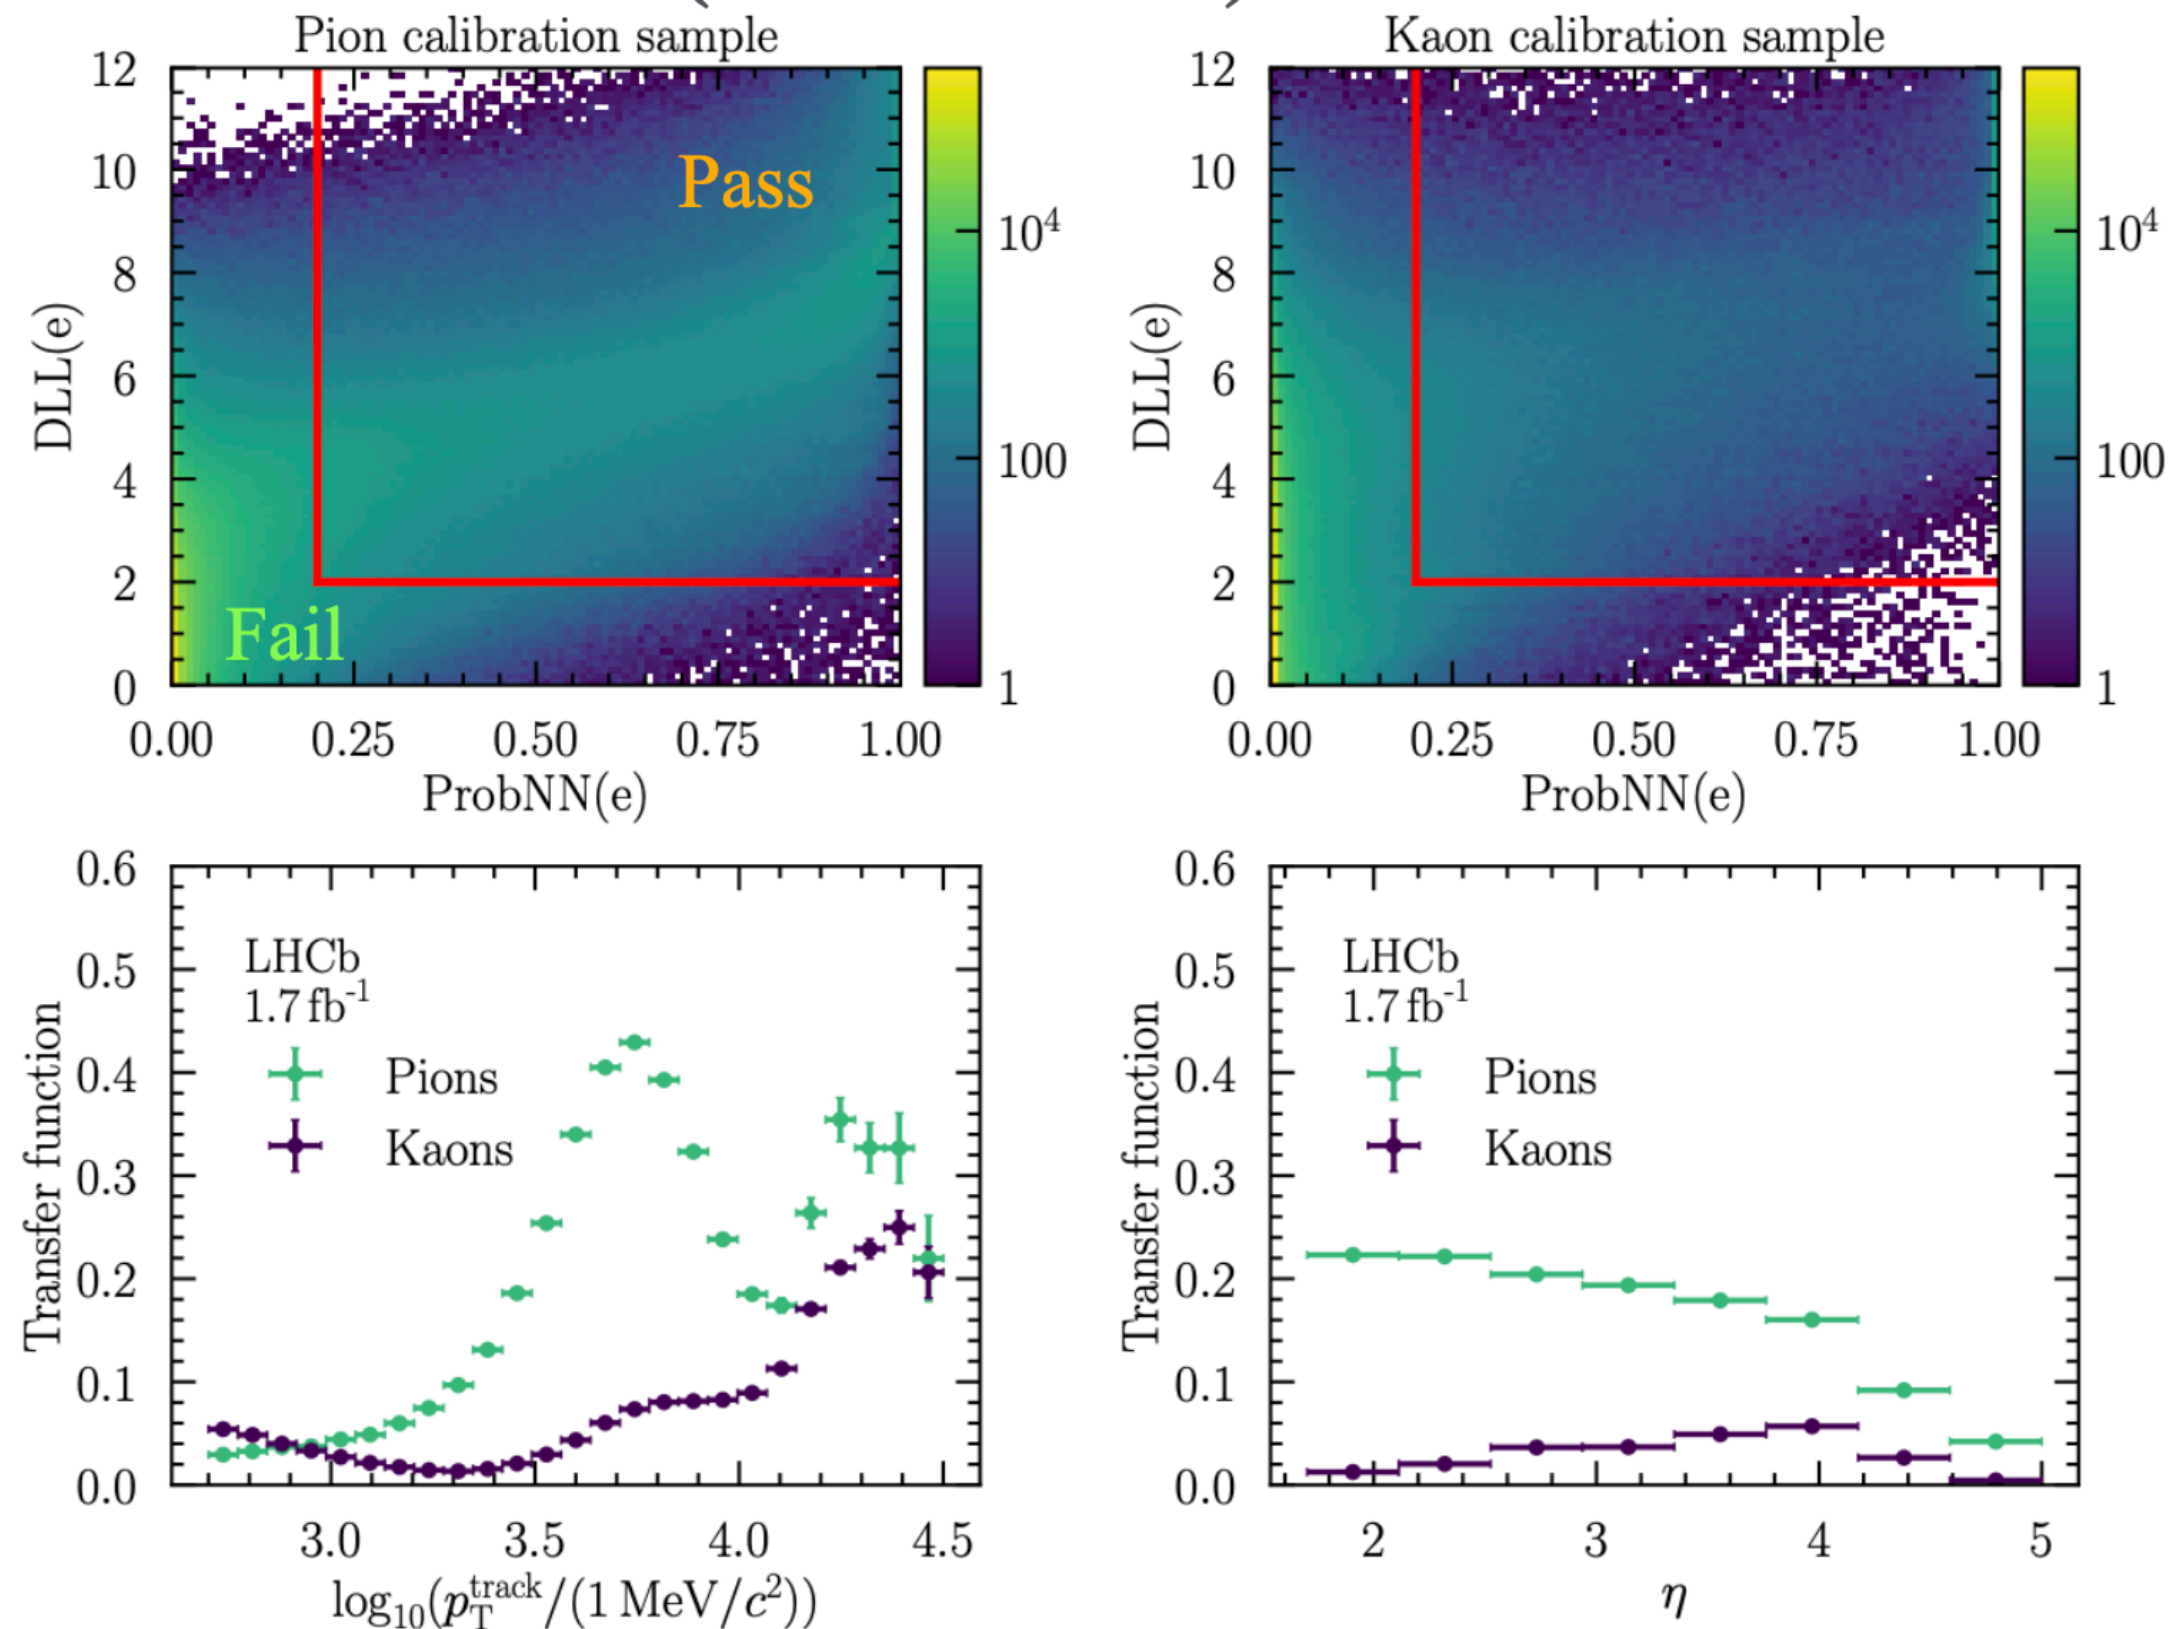 Pion calibration sample
12
10
8
6
4
2
0
DLL(e)
Pass
Fail
0.00 0.25 0.50 0.75 1.00
ProbNN(e)
10⁴
100
1
Kaon calibration sample
12
10
8
6
4
2
0
DLL(e)
0.00 0.25 0.50 0.75 1.00
ProbNN(e)
10⁴
100
1
0.6
0.5
0.4
0.3
0.2
0.1
0.0
Transfer function
LHCb
1.7 fb⁻¹
Pions
Kaons
3.0 3.5 4.0 4.5
log₁₀(p_T^track/(1 MeV/c²))
0.6
0.5
0.4
0.3
0.2
0.1
0.0
Transfer function
LHCb
1.7 fb⁻¹
Pions
Kaons
2 3 4 5
η